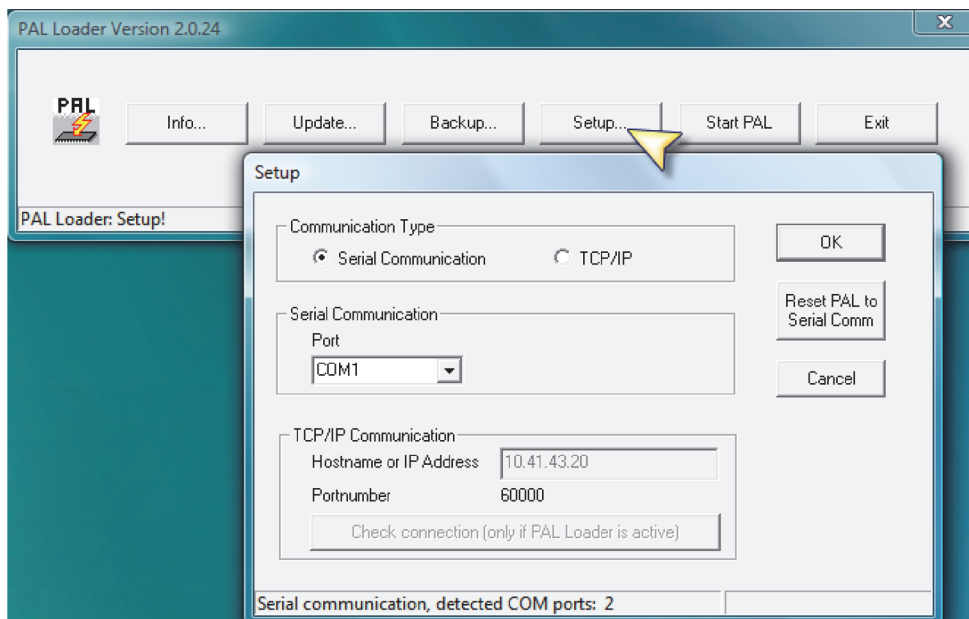 PAL Loader Version 2.0.24
PAL
Info...
Update...
Backup...
Setup...
Start PAL
Exit
PAL Loader: Setup!
Setup
Communication Type
Serial Communication
TCP/IP
OK
Reset PAL to
Serial Comm
Cancel
Serial Communication
Port
COM1
TCP/IP Communication
Hostname or IP Address
10.41.43.20
Portnumber
60000
Check connection (only if PAL Loader is active)
Serial communication, detected COM ports: 2